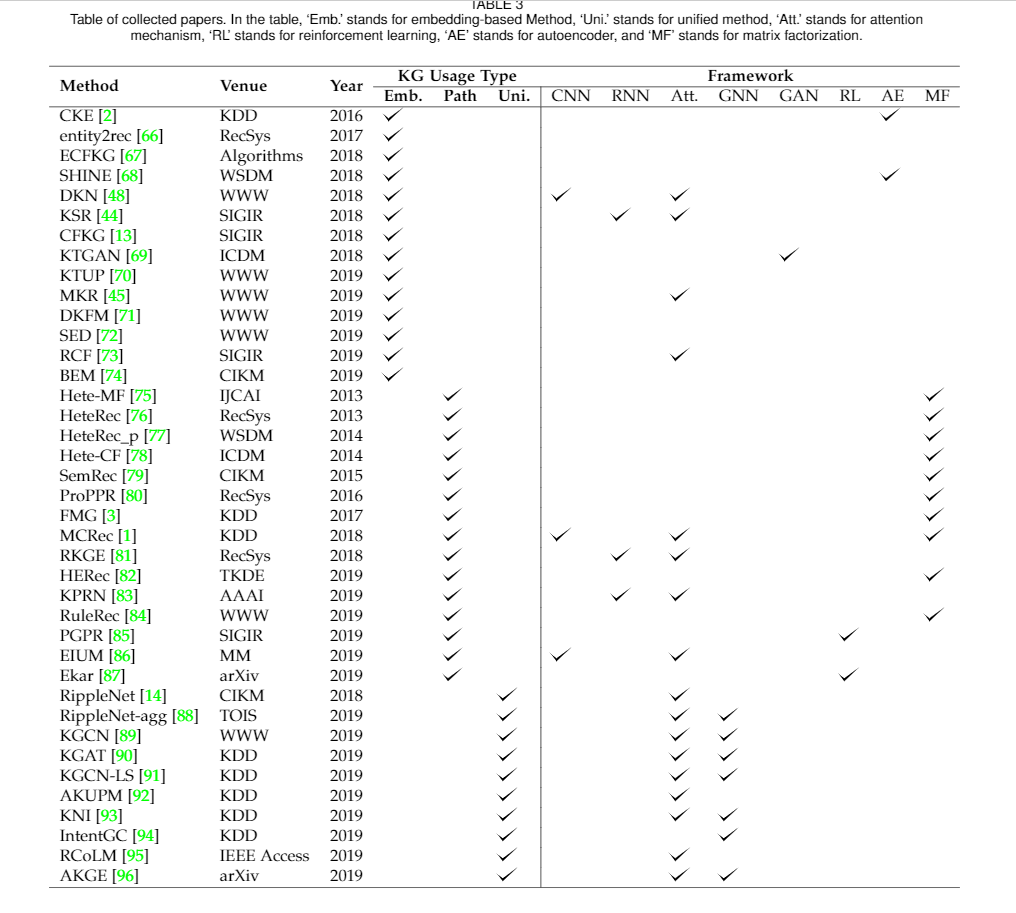 TABLE 3
Table of collected papers. In the table, ‘Emb.’ stands for embedding-based Method, ‘Uni.’ stands for unified method, ‘Att.’ stands for attention
mechanism, ‘RL’ stands for reinforcement learning, ‘AE’ stands for autoencoder, and ‘MF’ stands for matrix factorization.
Method Venue Year KG Usage Type Framework
Emb. Path Uni. CNN RNN Att. GNN GAN RL AE MF
CKE [2] KDD 2016 ✓ ✓
entity2rec [66] RecSys 2017 ✓
ECFKG [67] Algorithms 2018 ✓
SHINE [68] WSDM 2018 ✓ ✓
DKN [48] WWW 2018 ✓ ✓ ✓
KSR [44] SIGIR 2018 ✓ ✓ ✓
CFKG [13] SIGIR 2018 ✓
KTGAN [69] ICDM 2018 ✓ ✓
KTUP [70] WWW 2019 ✓
MKR [45] WWW 2019 ✓ ✓
DKFM [71] WWW 2019 ✓
SED [72] WWW 2019 ✓
RCF [73] SIGIR 2019 ✓ ✓
BEM [74] CIKM 2019 ✓
Hete-MF [75] IJCAI 2013 ✓ ✓
HeteRec [76] RecSys 2013 ✓ ✓
HeteRec_p [77] WSDM 2014 ✓ ✓
Hete-CF [78] ICDM 2014 ✓ ✓
SemRec [79] CIKM 2015 ✓ ✓
ProPPR [80] RecSys 2016 ✓ ✓
FMG [3] KDD 2017 ✓ ✓
MCRec [1] KDD 2018 ✓ ✓ ✓ ✓
RKGE [81] RecSys 2018 ✓ ✓ ✓
HERec [82] TKDE 2019 ✓ ✓
KPRN [83] AAAI 2019 ✓ ✓ ✓
RuleRec [84] WWW 2019 ✓ ✓
PGPR [85] SIGIR 2019 ✓ ✓
EIUM [86] MM 2019 ✓ ✓ ✓
Ekar [87] arXiv 2019 ✓ ✓
RippleNet [14] CIKM 2018 ✓ ✓
RippleNet-agg [88] TOIS 2019 ✓ ✓ ✓
KGCN [89] WWW 2019 ✓ ✓ ✓
KGAT [90] KDD 2019 ✓ ✓ ✓
KGCN-LS [91] KDD 2019 ✓ ✓ ✓
AKUPM [92] KDD 2019 ✓ ✓
KNI [93] KDD 2019 ✓ ✓ ✓
IntentGC [94] KDD 2019 ✓ ✓
RCoLM [95] IEEE Access 2019 ✓ ✓
AKGE [96] arXiv 2019 ✓ ✓ ✓